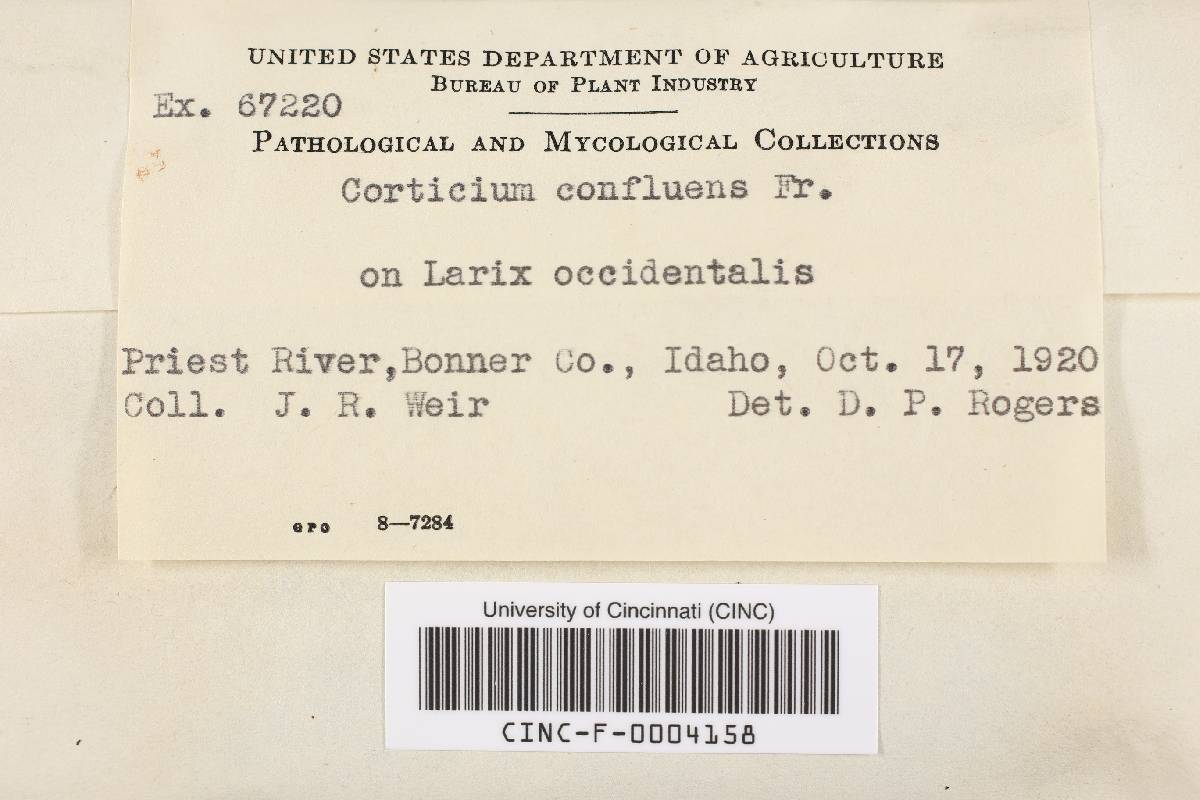 UNITED STATES DEPARTMENT OF AGRICULTURE
BUREAU OF PLANT INDUSTRY
Ex. 67220
PATHOLOGICAL AND MYCOLOGICAL COLLECTIONS
Corticium confluens Fr.
on Larix occidentalis
Priest River,Bonner Co., Idaho, Oct. 17, 1920
Coll. J. R. Weir Det. D. P. Rogers
GPO 8—7284
University of Cincinnati (CINC)
CINC-F-0004158